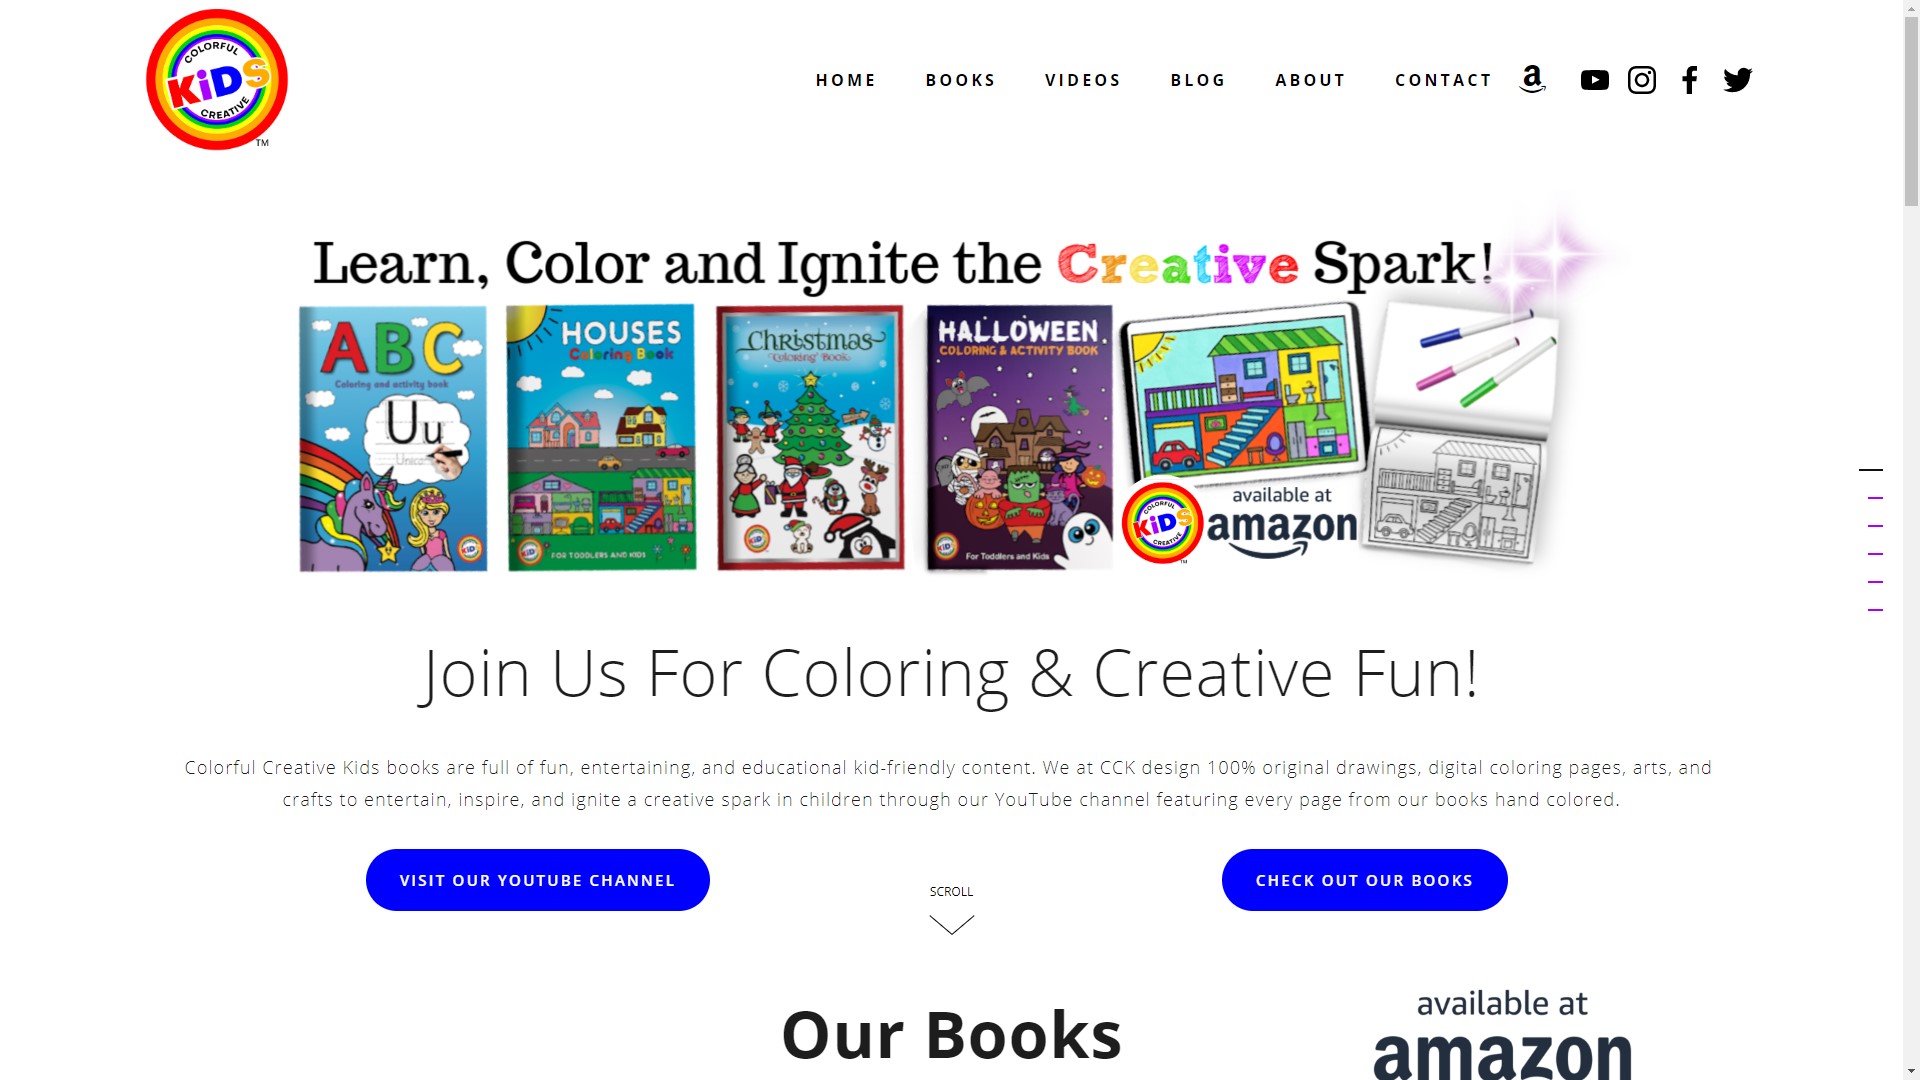 COLORFUL
KiDS
CREATIVE
TM
HOME BOOKS VIDEOS BLOG ABOUT CONTACT
Learn, Color and Ignite the Creative Spark!
ABC
Coloring and activity book
Uu
Unico
HOUSES
Coloring Book
FOR TODDLERS AND KIDS
Christmas
Coloring Book
HALLOWEEN
COLORING & ACTIVITY BOOK
For Toddlers and Kids
COLORFUL
KiDS
CREATIVE
TM
available at
amazon
Join Us For Coloring & Creative Fun!
Colorful Creative Kids books are full of fun, entertaining, and educational kid-friendly content. We at CCK design 100% original drawings, digital coloring pages, arts, and
crafts to entertain, inspire, and ignite a creative spark in children through our YouTube channel featuring every page from our books hand colored.
VISIT OUR YOUTUBE CHANNEL
SCROLL
CHECK OUT OUR BOOKS
Our Books
available at
amazon